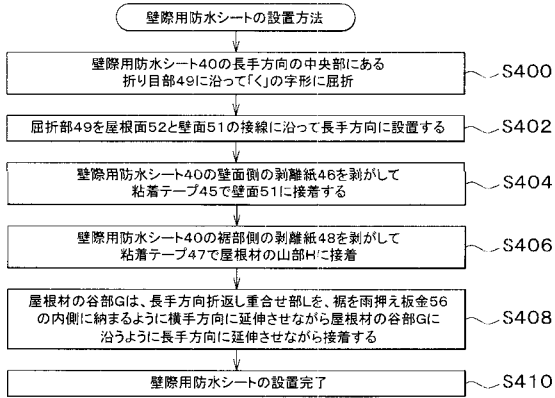 壁際用防水シートの設置方法
壁際用防水シート40の長手方向の中央部にある
折り目部49に沿って「く」の字形に屈折
S400
屈折部49を屋根面52と壁面51の接線に沿って長手方向に設置する
S402
壁際用防水シート40の壁面側の剥離紙46を剥がして
粘着テープ45で壁面51に接着する
S404
壁際用防水シート40の裾部側の剥離紙48を剥がして
粘着テープ47で屋根材の山部Hに接着
S406
屋根材の谷部Gは、長手方向折返し重合せ部Lを、裾を雨押え板金56
の内側に納まるように横手方向に延伸させながら屋根材の谷部Gに
沿うように長手方向に延伸させながら接着する
S408
壁際用防水シートの設置完了
S410